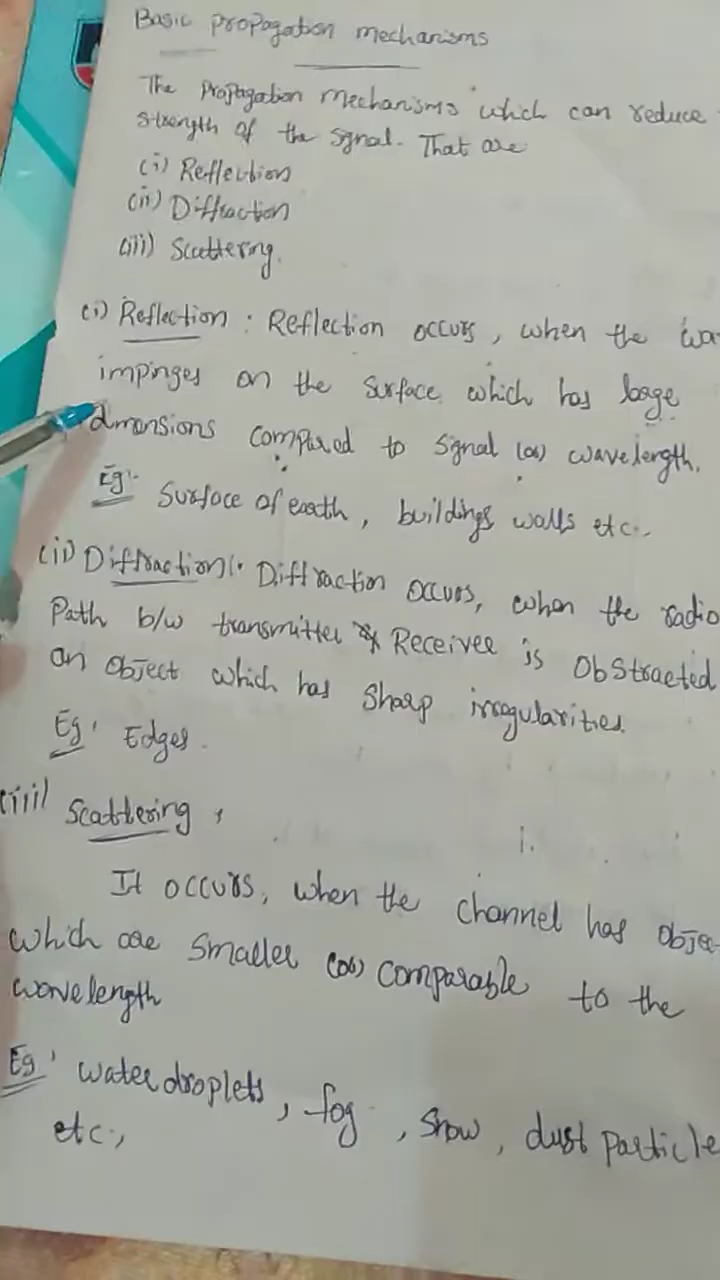 Basic propagation mechanisms
The Propagation Mechanisms which can reduce
Strength of the signal. That are
(i) Reflection
(ii) Diffraction
(iii) Scattering.
(i) Reflection : Reflection occurs, when the wa
impinges on the surface which has large
dimensions compared to signal (or) wavelength.
Eg:- Surface of earth, buildings walls etc.,
(ii) Diffraction :- Diffraction occurs, when the radio
Path b/w transmitter & Receiver is Obstracted
an object which has sharp irregularities.
Eg: Edges.
(iii) Scattering :
It occurs, when the channel has Objec
which are smaller (or) comparable to the
wavelength
Eg: water droplets, fog, snow, dust particle
etc.,